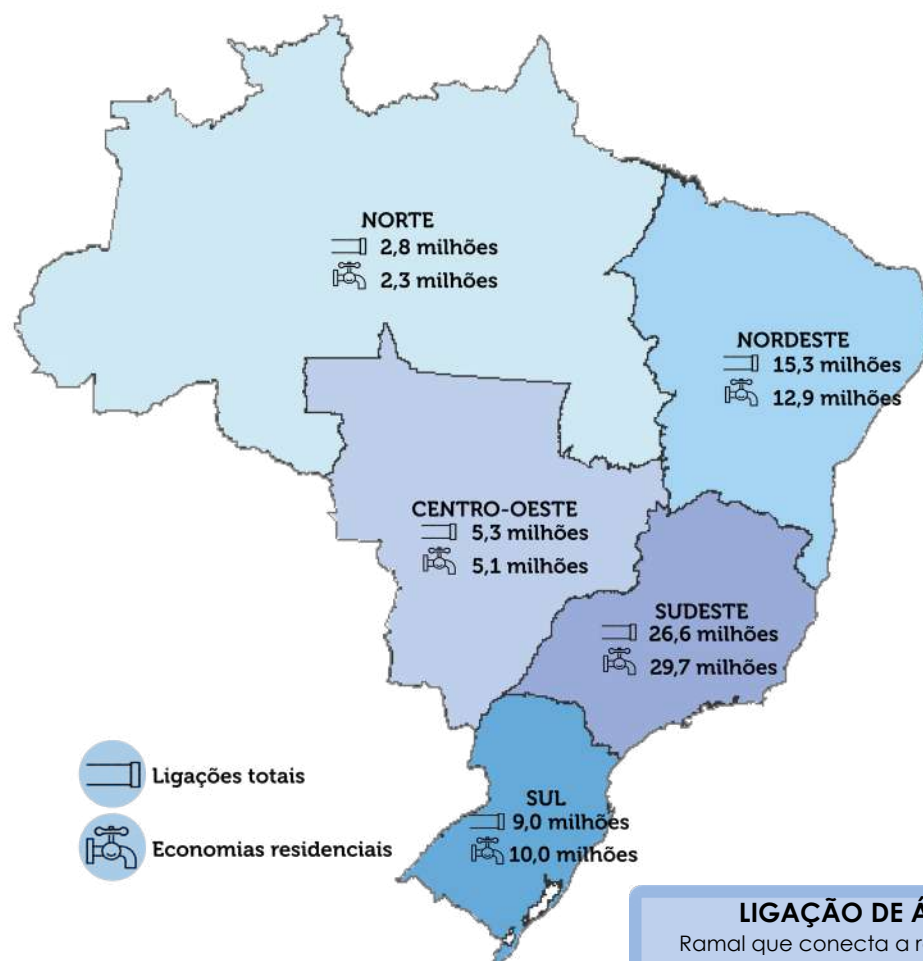 NORTE
2,8 milhões
2,3 milhões
NORDESTE
15,3 milhões
12,9 milhões
CENTRO-OESTE
5,3 milhões
5,1 milhões
SUDESTE
26,6 milhões
29,7 milhões
SUL
9,0 milhões
10,0 milhões
Ligações totais
Economias residenciais
LIGAÇÃO DE Á
Ramal que conecta a r